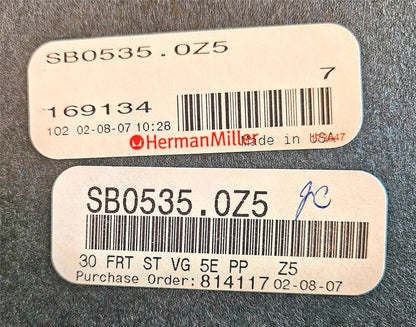 SB0535.0Z5
7
169134
102 02-08-07 10:28
HermanMiller
Made in USA
SB0535.0Z5
JC
30 FRT ST VG 5E PP Z5
Purchase Order: 814117 02-08-07